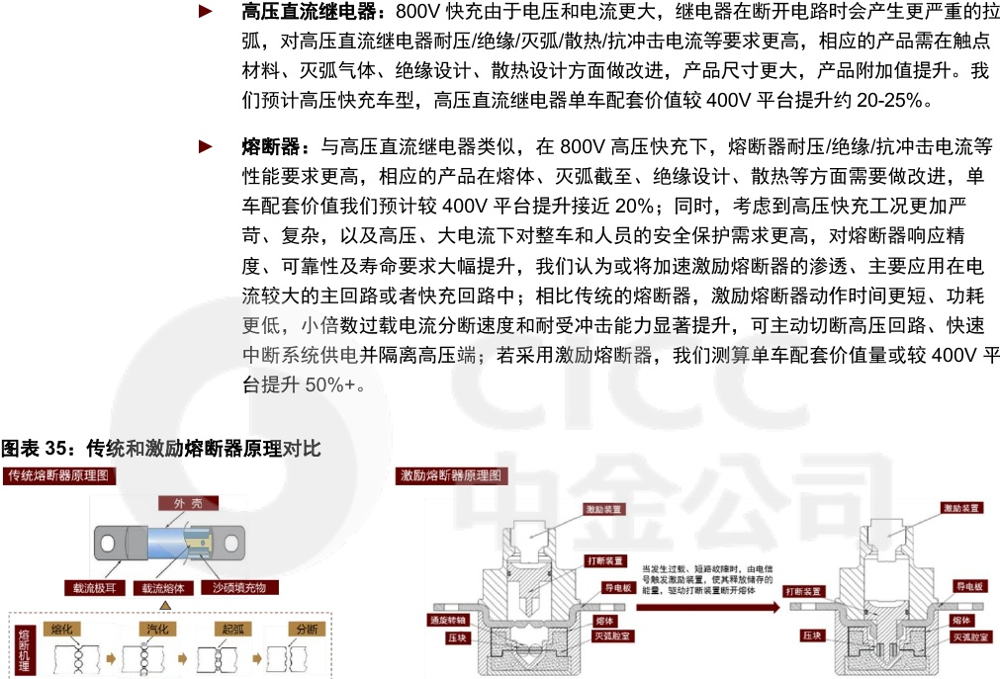 ► 高压直流继电器：800V 快充由于电压和电流更大，继电器在断开电路时会产生更严重的拉
弧，对高压直流继电器耐压/绝缘/灭弧/散热/抗冲击电流等要求更高，相应的产品需在触点
材料、灭弧气体、绝缘设计、散热设计方面做改进，产品尺寸更大，产品附加值提升。我
们预计高压快充车型，高压直流继电器单车配套价值较 400V 平台提升约 20-25%。
► 熔断器：与高压直流继电器类似，在 800V 高压快充下，熔断器耐压/绝缘/抗冲击电流等
性能要求更高，相应的产品在熔体、灭弧截至、绝缘设计、散热等方面需要做改进，单
车配套价值我们预计较 400V 平台提升接近 20%；同时，考虑到高压快充工况更加严
苛、复杂，以及高压、大电流下对整车和人员的安全保护需求更高，对熔断器响应精
度、可靠性及寿命要求大幅提升，我们认为或将加速激励熔断器的渗透、主要应用在电
流较大的主回路或者快充回路中；相比传统的熔断器，激励熔断器动作时间更短、功耗
更低，小倍数过载电流分断速度和耐受冲击能力显著提升，可主动切断高压回路、快速
中断系统供电并隔离高压端；若采用激励熔断器，我们测算单车配套价值量或较 400V 平
台提升 50%+。
CICC
中金公司
图表 35：传统和激励熔断器原理对比
传统熔断器原理图
外 壳
载流极耳
载流熔体
沙硕填充物
熔断机理
熔化
汽化
起弧
分断
激励熔断器原理图
激励装置
打断装置
导电板
通旋转轴
熔体
压块
灭弧腔室
当发生过载、短路故障时，由电信
号触发激励装置，使其释放储存的
能量，驱动打断装置断开熔体
激励装置
打断装置
导电板
熔体
压块
灭弧腔室